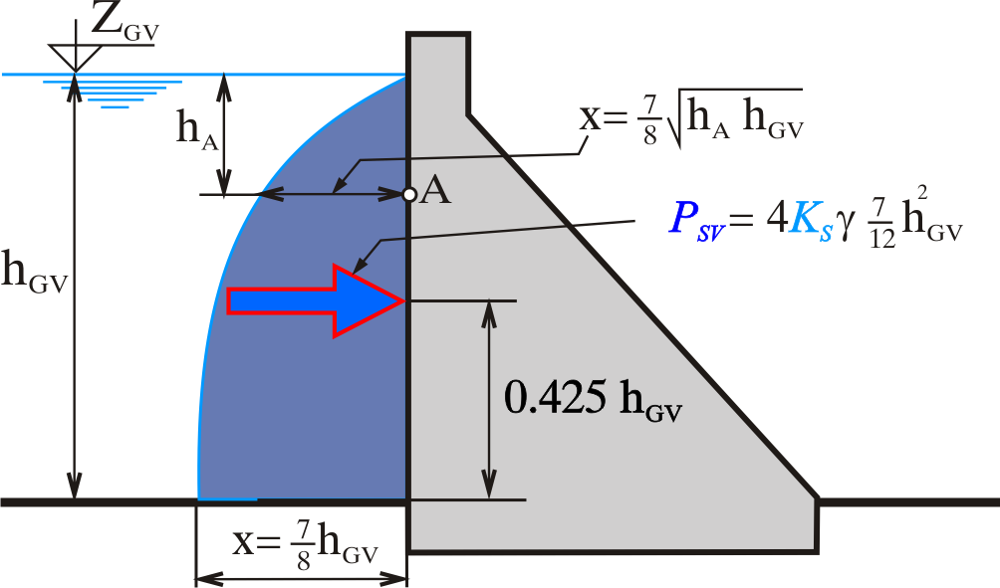 Z_GV
x= 7/8 √(h_A h_GV)
h_A
A
P_SV = 4K_S γ 7/12 h²_GV
h_GV
0.425 h_GV
x= 7/8 h_GV